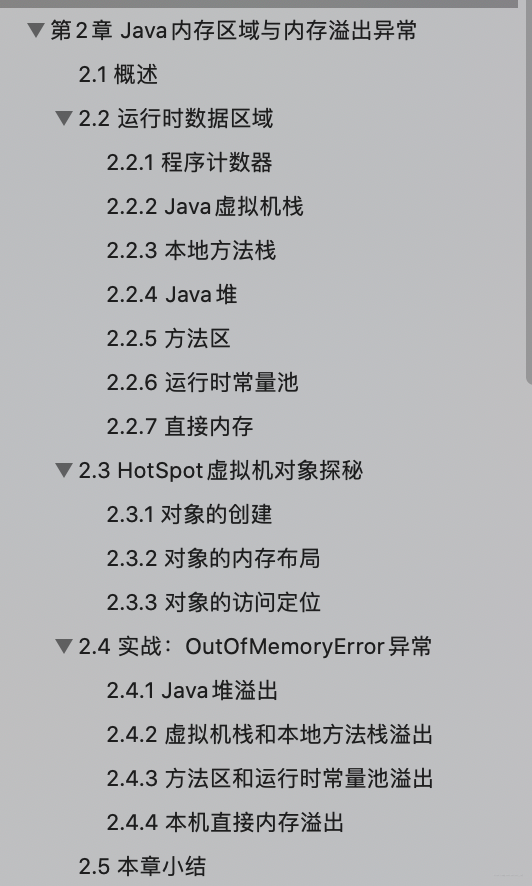 第2章 Java内存区域与内存溢出异常
2.1 概述
2.2 运行时数据区域
2.2.1 程序计数器
2.2.2 Java虚拟机栈
2.2.3 本地方法栈
2.2.4 Java堆
2.2.5 方法区
2.2.6 运行时常量池
2.2.7 直接内存
2.3 HotSpot虚拟机对象探秘
2.3.1 对象的创建
2.3.2 对象的内存布局
2.3.3 对象的访问定位
2.4 实战：OutOfMemoryError异常
2.4.1 Java堆溢出
2.4.2 虚拟机栈和本地方法栈溢出
2.4.3 方法区和运行时常量池溢出
2.4.4 本机直接内存溢出
2.5 本章小结